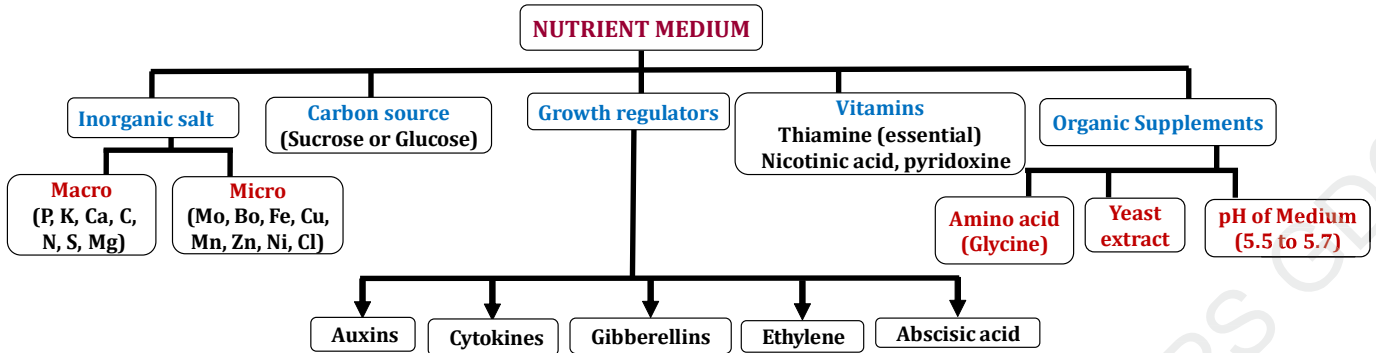 NUTRIENT MEDIUM
Inorganic salt
Carbon source
(Sucrose or Glucose)
Growth regulators
Vitamins
Thiamine (essential)
Nicotinic acid, pyridoxine
Organic Supplements
Macro
(P, K, Ca, C,
N, S, Mg)
Micro
(Mo, Bo, Fe, Cu,
Mn, Zn, Ni, Cl)
Amino acid
(Glycine)
Yeast
extract
pH of Medium
(5.5 to 5.7)
Auxins
Cytokines
Gibberellins
Ethylene
Abscisic acid